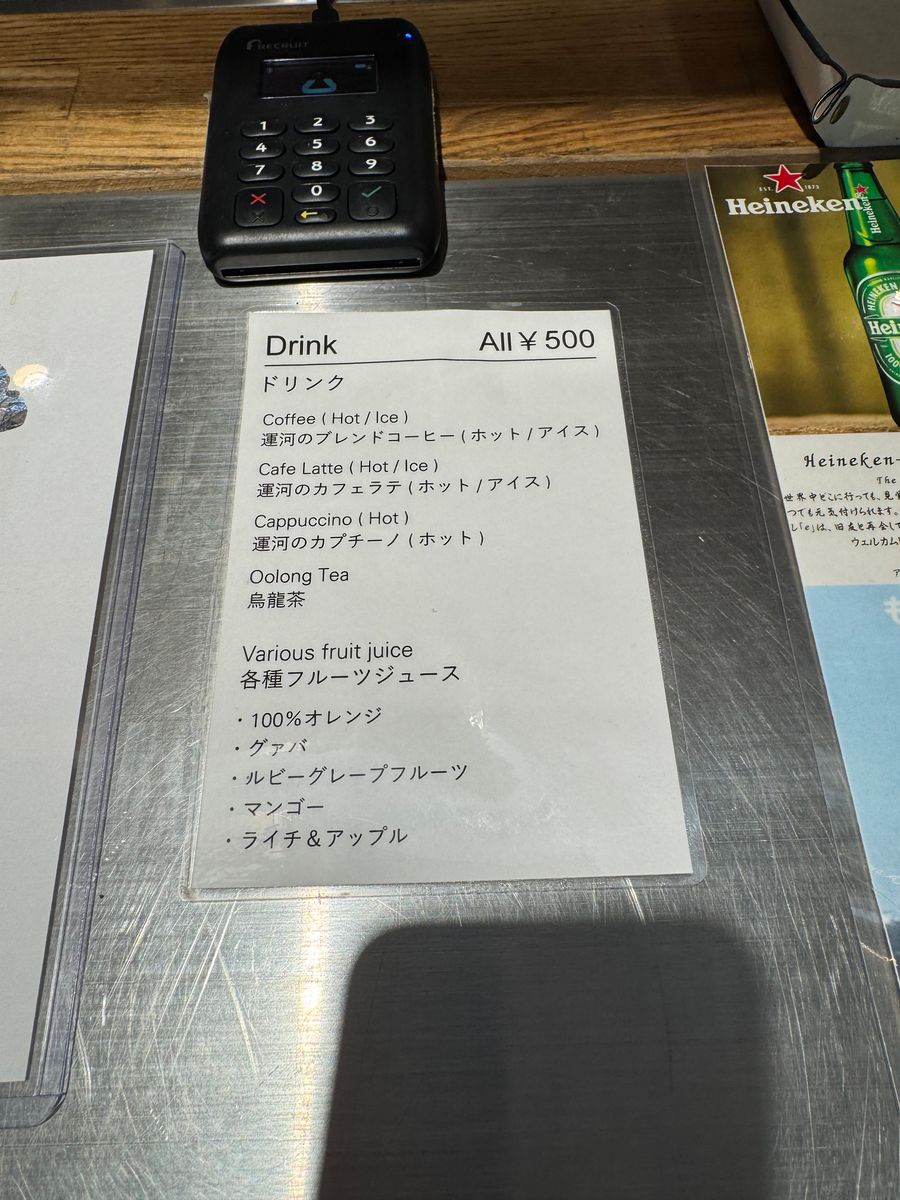 RECRUIT
1 2 3
4 5 6
7 8 9
0
Drink All ¥ 500
ドリンク
Coffee ( Hot / Ice )
運河のブレンドコーヒー ( ホット / アイス )
Cafe Latte ( Hot / Ice )
運河のカフェラテ ( ホット / アイス )
Cappuccino ( Hot )
運河のカプチーノ ( ホット )
Oolong Tea
烏龍茶
Various fruit juice
各種フルーツジュース
・100%オレンジ
・グァバ
・ルビーグレープフルーツ
・マンゴー
・ライチ＆アップル
EST. 1873
Heineken
Heineken
HEINEKEN
Hei
100
Heineken-
The
世界中どこに行っても、見
つでも元気付けられます。
し「e」は、旧友と再会して
ウェルカム